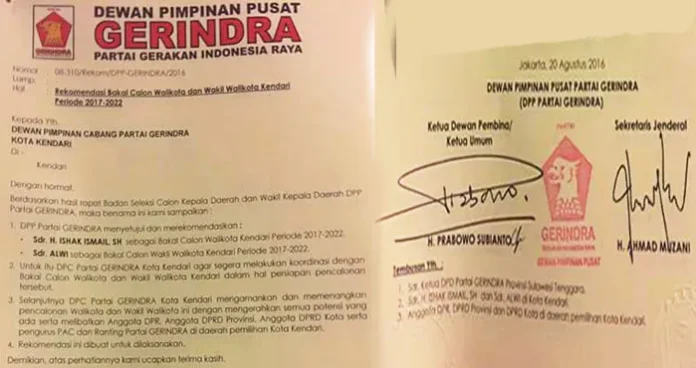 DEWAN PIMPINAN PUSAT
GERINDRA
PARTAI GERAKAN INDONESIA RAYA
GERINDRA
Nomor : 08-310/Rekom/DPP-GERINDRA/2016
Lamp. :
Hal : Rekomendasi Bakal Calon Walikota dan Wakil Walikota Kendari
Periode 2017-2022
Kepada Yth.
DEWAN PIMPINAN CABANG PARTAI GERINDRA
KOTA KENDARI
Di -
Kendari
Dengan hormat,
Berdasarkan hasil rapat Badan Seleksi Calon Kepala Daerah dan Wakil Kepala Daerah DPP
Partai GERINDRA, maka bersama ini kami sampaikan :
1. DPP Partai GERINDRA menyetujui dan merekomendasikan :
- Sdr. H. ISHAK ISMAIL, SH sebagai Bakal Calon Walikota Kendari Periode 2017-2022.
- Sdr. ALWI sebagai Bakal Calon Wakil Walikota Kendari Periode 2017-2022.
2. Untuk itu DPC Partai GERINDRA Kota Kendari agar segera melakukan koordinasi dengan
Bakal Calon Walikota dan Wakil Walikota Kendari dalam hal persiapan pencalonan
tersebut.
3. Selanjutnya DPC Partai GERINDRA Kota Kendari mengamankan dan memenangkan
pencalonan Walikota dan Wakil Walikota ini dengan mengerahkan semua potensi yang
ada serta melibatkan Anggota DPR, Anggota DPRD Provinsi, Anggota DPRD Kota serta
pengurus PAC dan Ranting Partai GERINDRA di daerah pemilihan Kota Kendari.
4. Rekomendasi ini dibuat untuk dilaksanakan.
Demikian, atas perhatiannya kami ucapkan terima kasih.
Jakarta, 20 Agustus 2016
DEWAN PIMPINAN PUSAT PARTAI GERINDRA
(DPP PARTAI GERINDRA)
Ketua Dewan Pembina/
Ketua Umum
Sekretaris Jenderal
PARTAI
GERINDRA
DEWAN PIMPINAN PUSAT
H. PRABOWO SUBIANTO
H. AHMAD MUZANI
Tembusan Yth :
1. Sdr. Ketua DPD Partai GERINDRA Provinsi Sulawesi Tenggara.
2. Sdr. H. ISHAK ISMAIL, SH dan Sdr. ALWI di Kota Kendari.
3. Anggota DPR, DPRD Provinsi dan DPRD Kota di daerah pemilihan Kota Kendari.